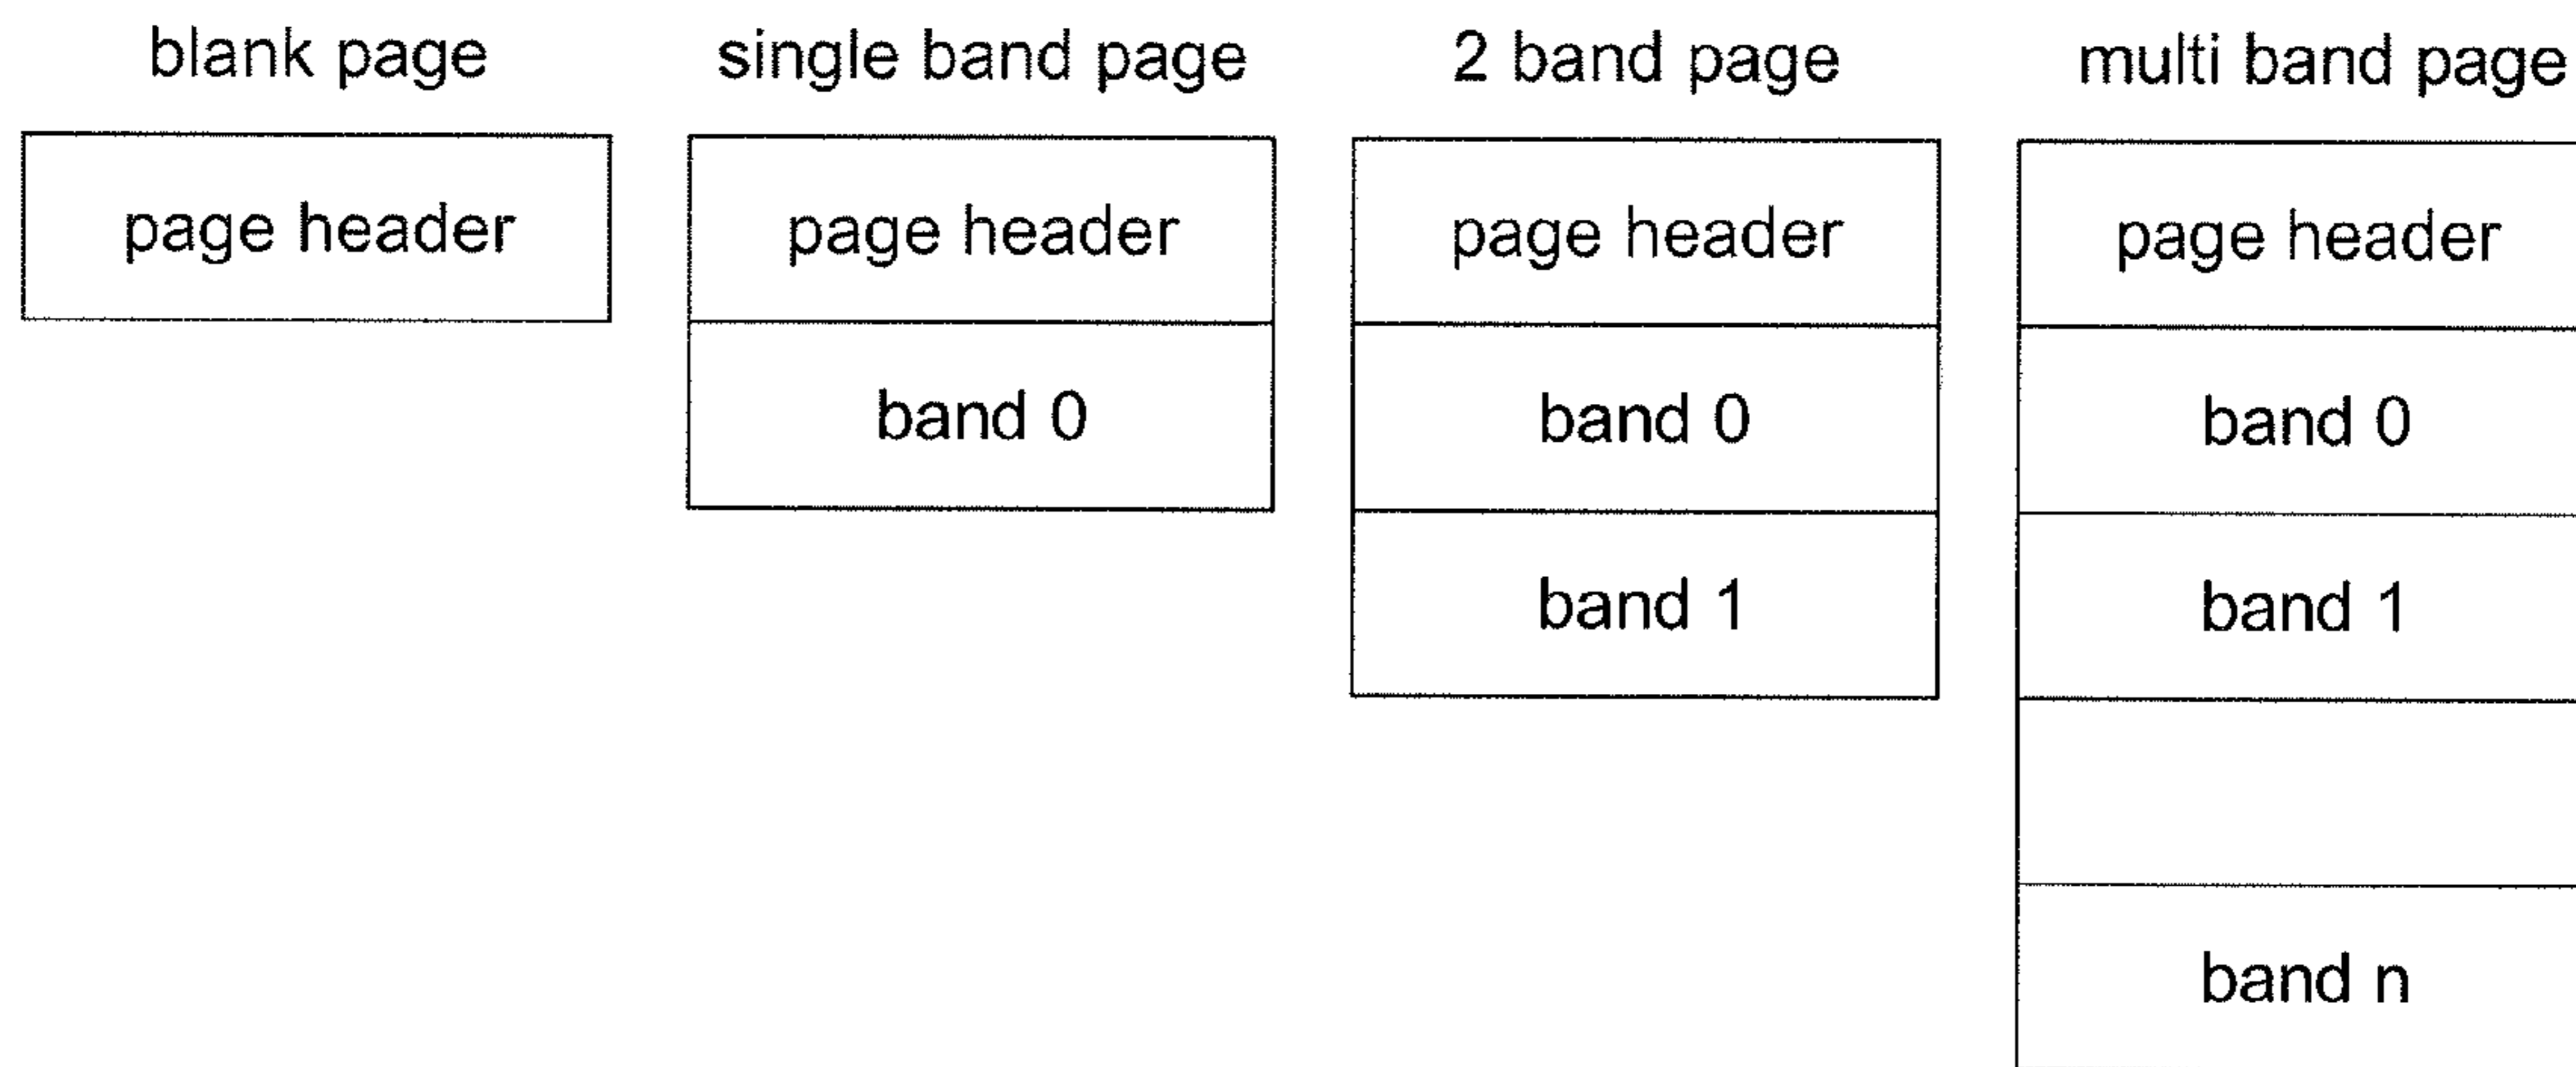 blank page
page header
single band page
page header
band 0
2 band page
page header
band 0
band 1
multi band page
page header
band 0
band 1
band n